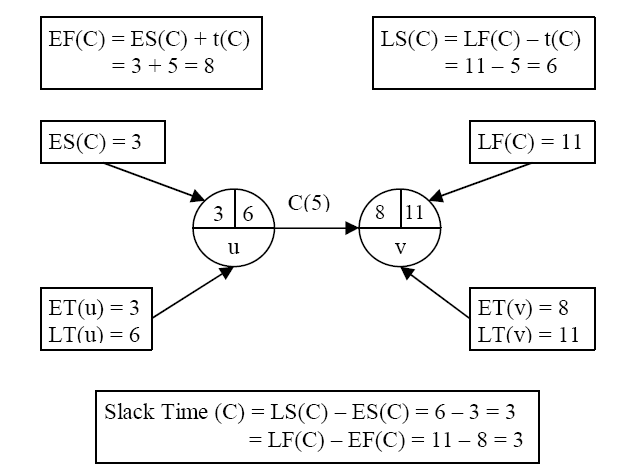 EF(C) = ES(C) + t(C)
= 3 + 5 = 8
LS(C) = LF(C) – t(C)
= 11 – 5 = 6
ES(C) = 3
LF(C) = 11
3 6
u
C(5)
8 11
v
ET(u) = 3
LT(u) = 6
ET(v) = 8
LT(v) = 11
Slack Time (C) = LS(C) – ES(C) = 6 – 3 = 3
= LF(C) – EF(C) = 11 – 8 = 3